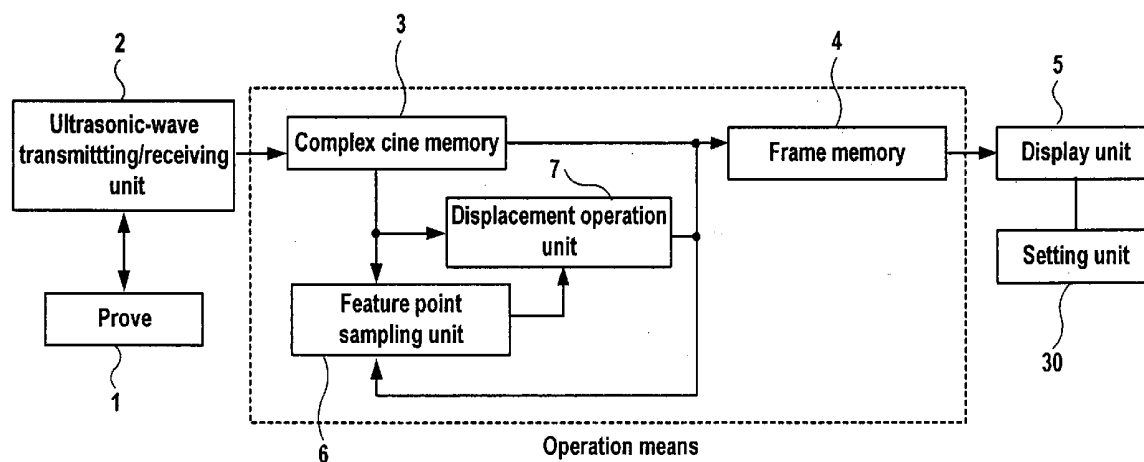 2
3
4
5
Ultrasonic-wave
transmittting/receiving
unit
Complex cine memory
Frame memory
Display unit
7
Displacement operation
unit
Setting unit
Prove
Feature point
sampling unit
30
1
6
Operation means